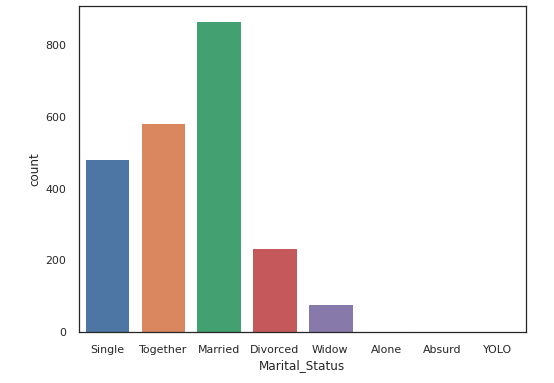 800
600
400
200
0
count
Single Together Married Divorced Widow Alone Absurd YOLO
Marital_Status